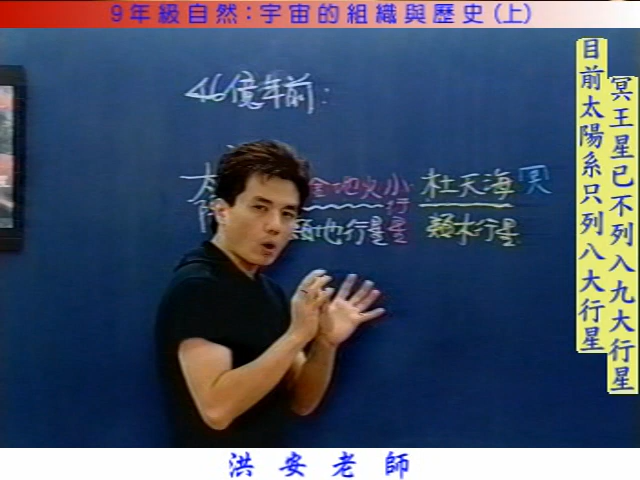 9年級自然:宇宙的組織與歷史(上)
冥王星已不列入九大行星
目前太陽系只列八大行星
46億年前:
太 金地火 小行星 木土天海 冥
類地行星 類木行星
洪安老師